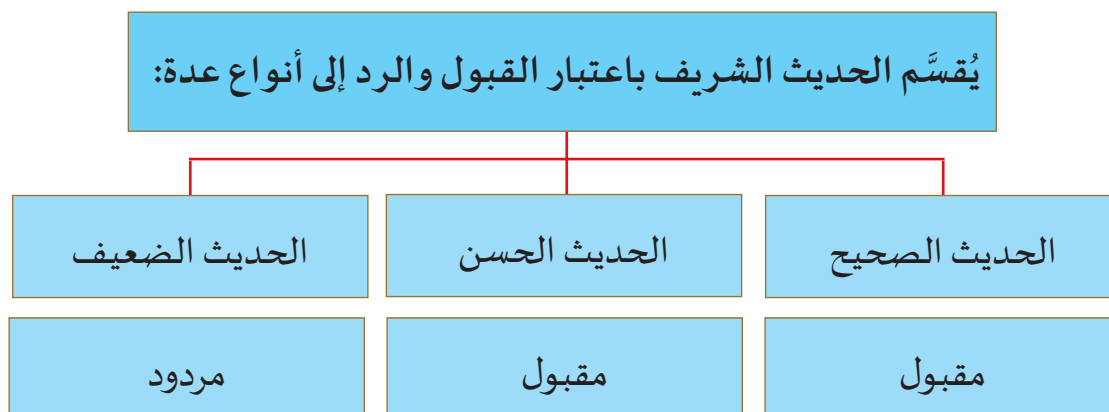 يُقسَّم الحديث الشريف باعتبار القبول والرد إلى أنواع عدة:
الحديث الصحيح
الحديث الحسن
الحديث الضعيف
مقبول
مقبول
مردود